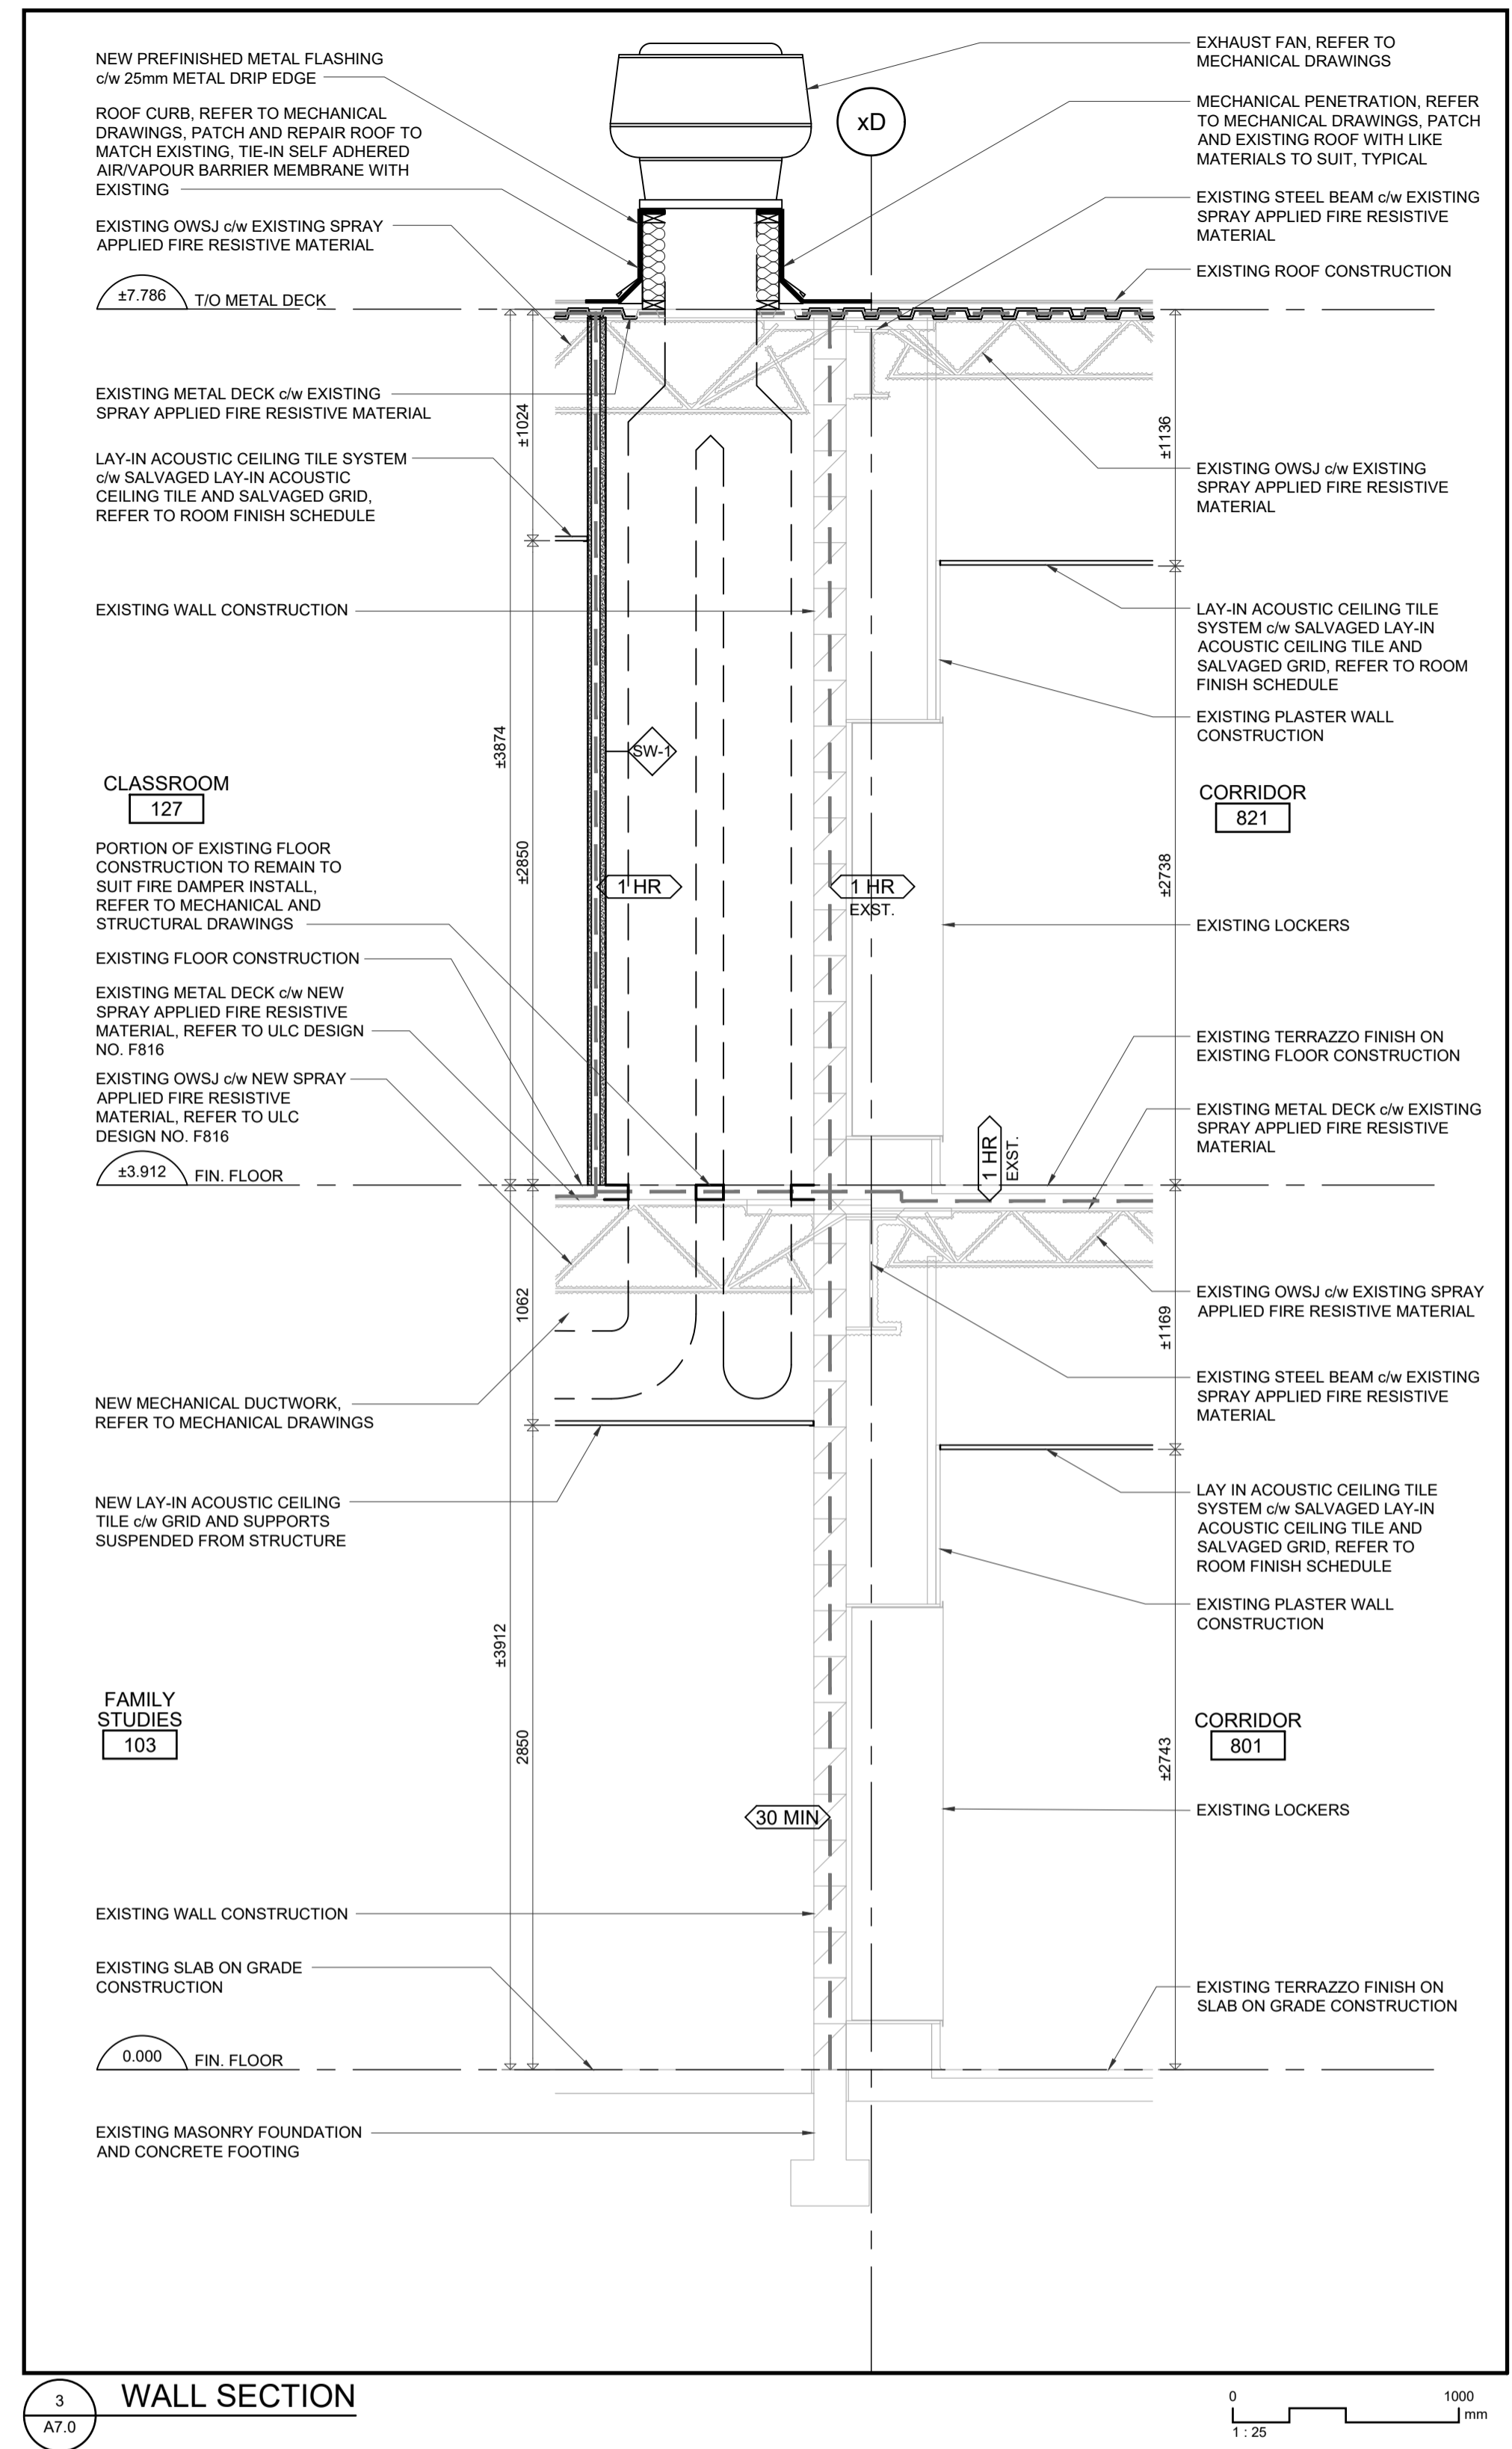 NEW PREFINISHED METAL FLASHING
c/w 25mm METAL DRIP EDGE
ROOF CURB, REFER TO MECHANICAL
DRAWINGS, PATCH AND REPAIR ROOF TO
MATCH EXISTING, TIE-IN SELF ADHERED
AIR/VAPOUR BARRIER MEMBRANE WITH
EXISTING
EXISTING OWSJ c/w EXISTING SPRAY
APPLIED FIRE RESISTIVE MATERIAL
±7.786
T/O METAL DECK
EXISTING METAL DECK c/w EXISTING
SPRAY APPLIED FIRE RESISTIVE MATERIAL
LAY-IN ACOUSTIC CEILING TILE SYSTEM
c/w SALVAGED LAY-IN ACOUSTIC
CEILING TILE AND SALVAGED GRID,
REFER TO ROOM FINISH SCHEDULE
EXISTING WALL CONSTRUCTION
CLASSROOM
127
PORTION OF EXISTING FLOOR
CONSTRUCTION TO REMAIN TO
SUIT FIRE DAMPER INSTALL,
REFER TO MECHANICAL AND
STRUCTURAL DRAWINGS
EXISTING FLOOR CONSTRUCTION
EXISTING METAL DECK c/w NEW
SPRAY APPLIED FIRE RESISTIVE
MATERIAL, REFER TO ULC DESIGN
NO. F816
EXISTING OWSJ c/w NEW SPRAY
APPLIED FIRE RESISTIVE
MATERIAL, REFER TO ULC
DESIGN NO. F816
±3.912
FIN. FLOOR
NEW MECHANICAL DUCTWORK,
REFER TO MECHANICAL DRAWINGS
NEW LAY-IN ACOUSTIC CEILING
TILE c/w GRID AND SUPPORTS
SUSPENDED FROM STRUCTURE
FAMILY
STUDIES
103
EXISTING WALL CONSTRUCTION
EXISTING SLAB ON GRADE
CONSTRUCTION
0.000
FIN. FLOOR
EXISTING MASONRY FOUNDATION
AND CONCRETE FOOTING
±1024
±3874
±2850
1062
±3912
2850
xD
SW-1
1 HR
1 HR
EXST.
1 HR
EXST.
30 MIN
±1136
±2738
±1169
±2743
EXHAUST FAN, REFER TO
MECHANICAL DRAWINGS
MECHANICAL PENETRATION, REFER
TO MECHANICAL DRAWINGS, PATCH
AND EXISTING ROOF WITH LIKE
MATERIALS TO SUIT, TYPICAL
EXISTING STEEL BEAM c/w EXISTING
SPRAY APPLIED FIRE RESISTIVE
MATERIAL
EXISTING ROOF CONSTRUCTION
EXISTING OWSJ c/w EXISTING
SPRAY APPLIED FIRE RESISTIVE
MATERIAL
LAY-IN ACOUSTIC CEILING TILE
SYSTEM c/w SALVAGED LAY-IN
ACOUSTIC CEILING TILE AND
SALVAGED GRID, REFER TO ROOM
FINISH SCHEDULE
EXISTING PLASTER WALL
CONSTRUCTION
CORRIDOR
821
EXISTING LOCKERS
EXISTING TERRAZZO FINISH ON
EXISTING FLOOR CONSTRUCTION
EXISTING METAL DECK c/w EXISTING
SPRAY APPLIED FIRE RESISTIVE
MATERIAL
EXISTING OWSJ c/w EXISTING SPRAY
APPLIED FIRE RESISTIVE MATERIAL
EXISTING STEEL BEAM c/w EXISTING
SPRAY APPLIED FIRE RESISTIVE
MATERIAL
LAY IN ACOUSTIC CEILING TILE
SYSTEM c/w SALVAGED LAY-IN
ACOUSTIC CEILING TILE AND
SALVAGED GRID, REFER TO
ROOM FINISH SCHEDULE
EXISTING PLASTER WALL
CONSTRUCTION
CORRIDOR
801
EXISTING LOCKERS
EXISTING TERRAZZO FINISH ON
SLAB ON GRADE CONSTRUCTION
3
A7.0
WALL SECTION
0
1000
mm
1 : 25